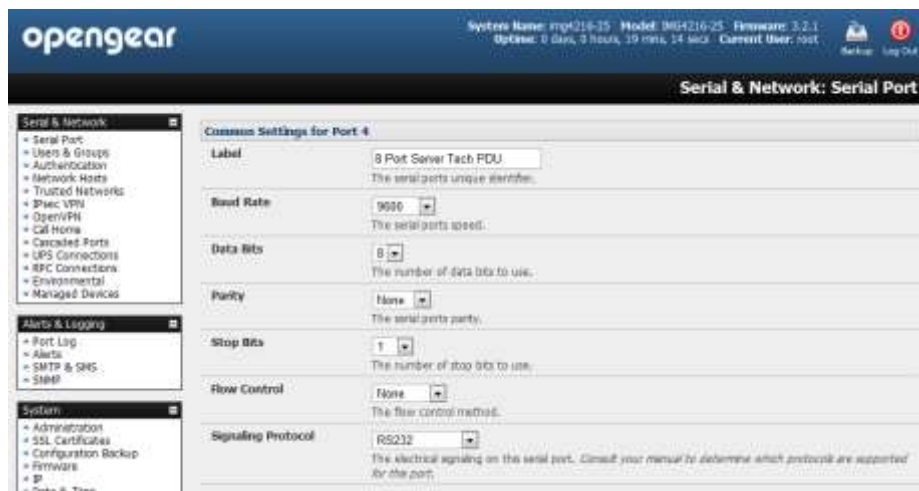 opengear
System Name: img4216-25 Model: IMG4216-25 Firmware: 3.2.1
Uptime: 0 days, 0 hours, 19 mins, 14 secs Current User: root
Backup Log Out
Serial & Network: Serial Port
Serial & Network
Serial Port
Users & Groups
Authentication
Network Hosts
Trusted Networks
IPsec VPN
OpenVPN
Call Home
Cascaded Ports
UPS Connections
RPC Connections
Environmental
Managed Devices
Alerts & Logging
Port Log
Alerts
SMTP & SMS
SNMP
System
Administration
SSL Certificates
Configuration Backup
Firmware
IP
Date & Time
Common Settings for Port 4
Label
8 Port Server Tech PDU
The serial ports unique identifier.
Baud Rate
9600
The serial ports speed.
Data Bits
8
The number of data bits to use.
Parity
None
The serial ports parity.
Stop Bits
1
The number of stop bits to use.
Flow Control
None
The flow control method.
Signaling Protocol
RS232
The electrical signaling on this serial port. Consult your manual to determine which protocols are supported
for this port.